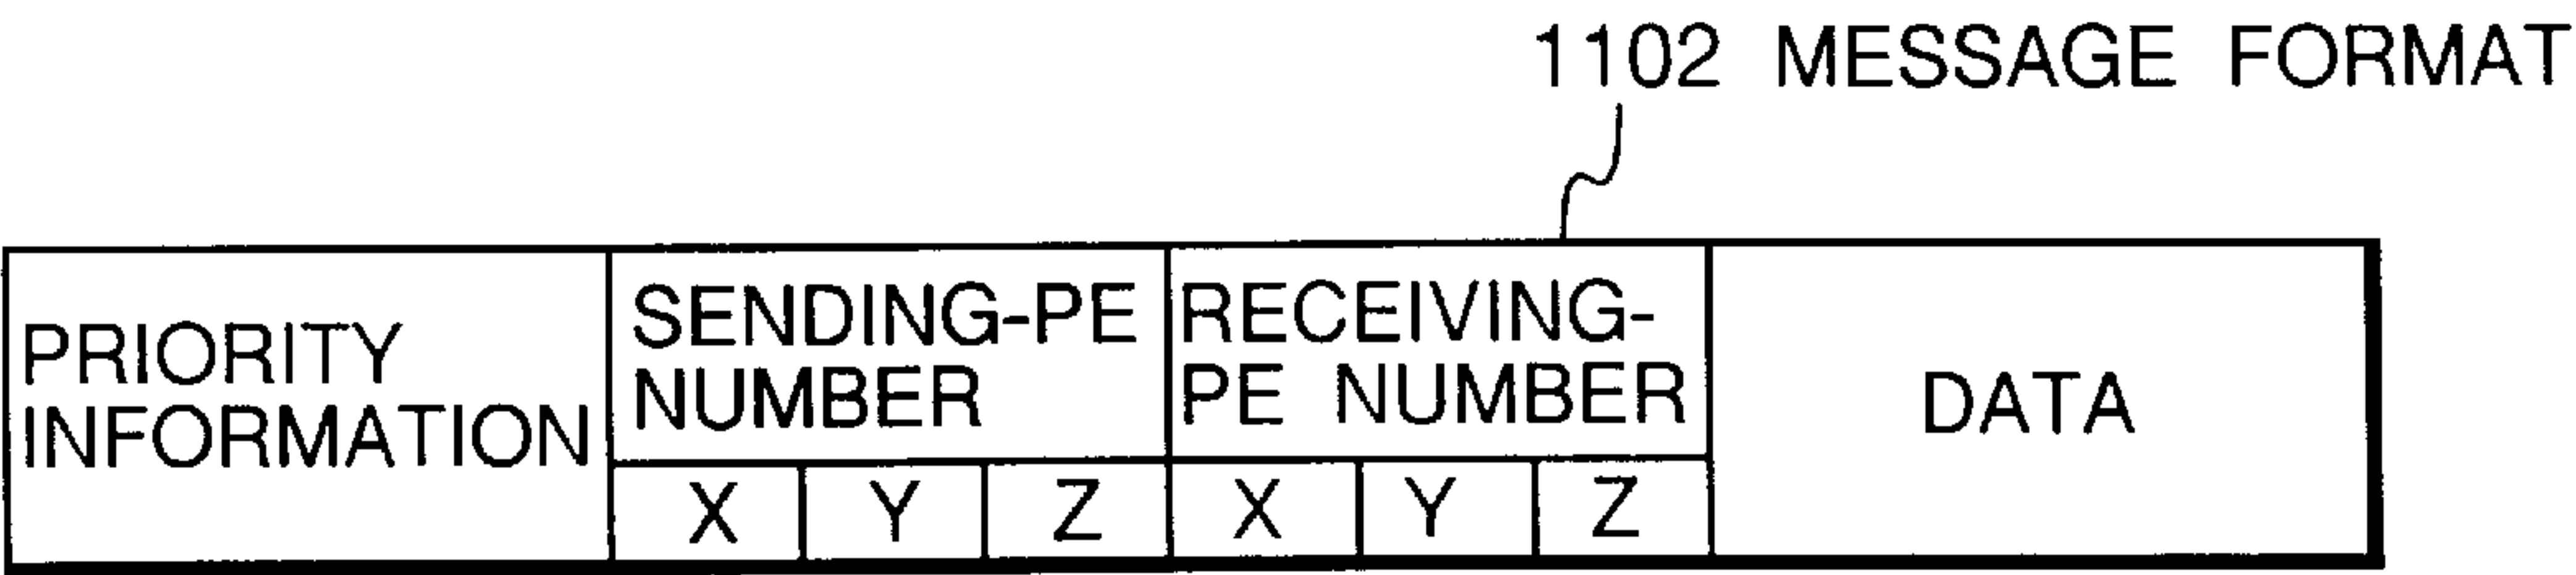 1102 MESSAGE FORMAT
PRIORITY
INFORMATION
SENDING-PE
NUMBER
X Y Z
RECEIVING-
PE NUMBER
X Y Z
DATA